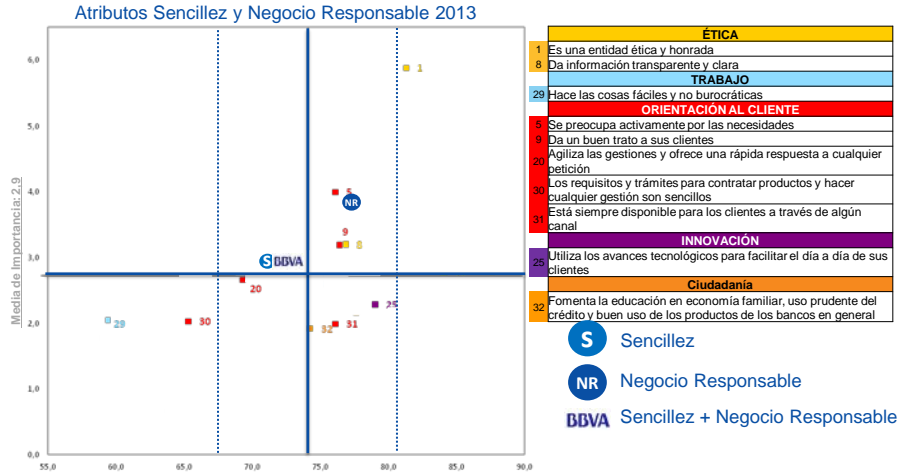 Atributos Sencillez y Negocio Responsable 2013
6,0
5,0
4,0
3,0
2,0
1,0
0,0
Media de Importancia: 2,9
55,0
60,0
65,0
70,0
75,0
80,0
85,0
90,0
1
5
NR
9
8
S BBVA
20
25
29
30
32
31
ÉTICA
1 Es una entidad ética y honrada
8 Da información transparente y clara
TRABAJO
29 Hace las cosas fáciles y no burocráticas
ORIENTACIÓN AL CLIENTE
5 Se preocupa activamente por las necesidades
9 Da un buen trato a sus clientes
20 Agiliza las gestiones y ofrece una rápida respuesta a cualquier
petición
30 Los requisitos y trámites para contratar productos y hacer
cualquier gestión son sencillos
31 Está siempre disponible para los clientes a través de algún
canal
INNOVACIÓN
25 Utiliza los avances tecnológicos para facilitar el día a día de sus
clientes
Ciudadanía
32 Fomenta la educación en economía familiar, uso prudente del
crédito y buen uso de los productos de los bancos en general
S Sencillez
NR Negocio Responsable
BBVA Sencillez + Negocio Responsable